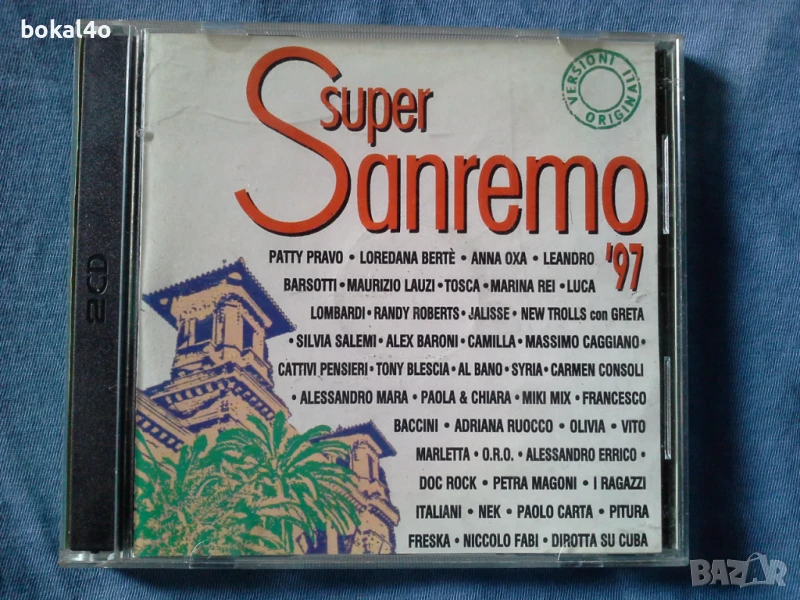 bokal4o
super
Sanremo
'97
VERSIONI ORIGINALI
2CD
PATTY PRAVO • LOREDANA BERTÈ • ANNA OXA • LEANDRO
BARSOTTI • MAURIZIO LAUZI • TOSCA • MARINA REI • LUCA
LOMBARDI • RANDY ROBERTS • JALISSE • NEW TROLLS con GRETA
• SILVIA SALEMI • ALEX BARONI • CAMILLA • MASSIMO CAGGIANO •
CATTIVI PENSIERI • TONY BLESCIA • AL BANO • SYRIA • CARMEN CONSOLI
• ALESSANDRO MARA • PAOLA & CHIARA • MIKI MIX • FRANCESCO
BACCINI • ADRIANA RUOCCO • OLIVIA • VITO
MARLETTA • O.R.O. • ALESSANDRO ERRICO •
DOC ROCK • PETRA MAGONI • I RAGAZZI
ITALIANI • NEK • PAOLO CARTA • PITURA
FRESKA • NICCOLO FABI • DIROTTA SU CUBA
BAZAR